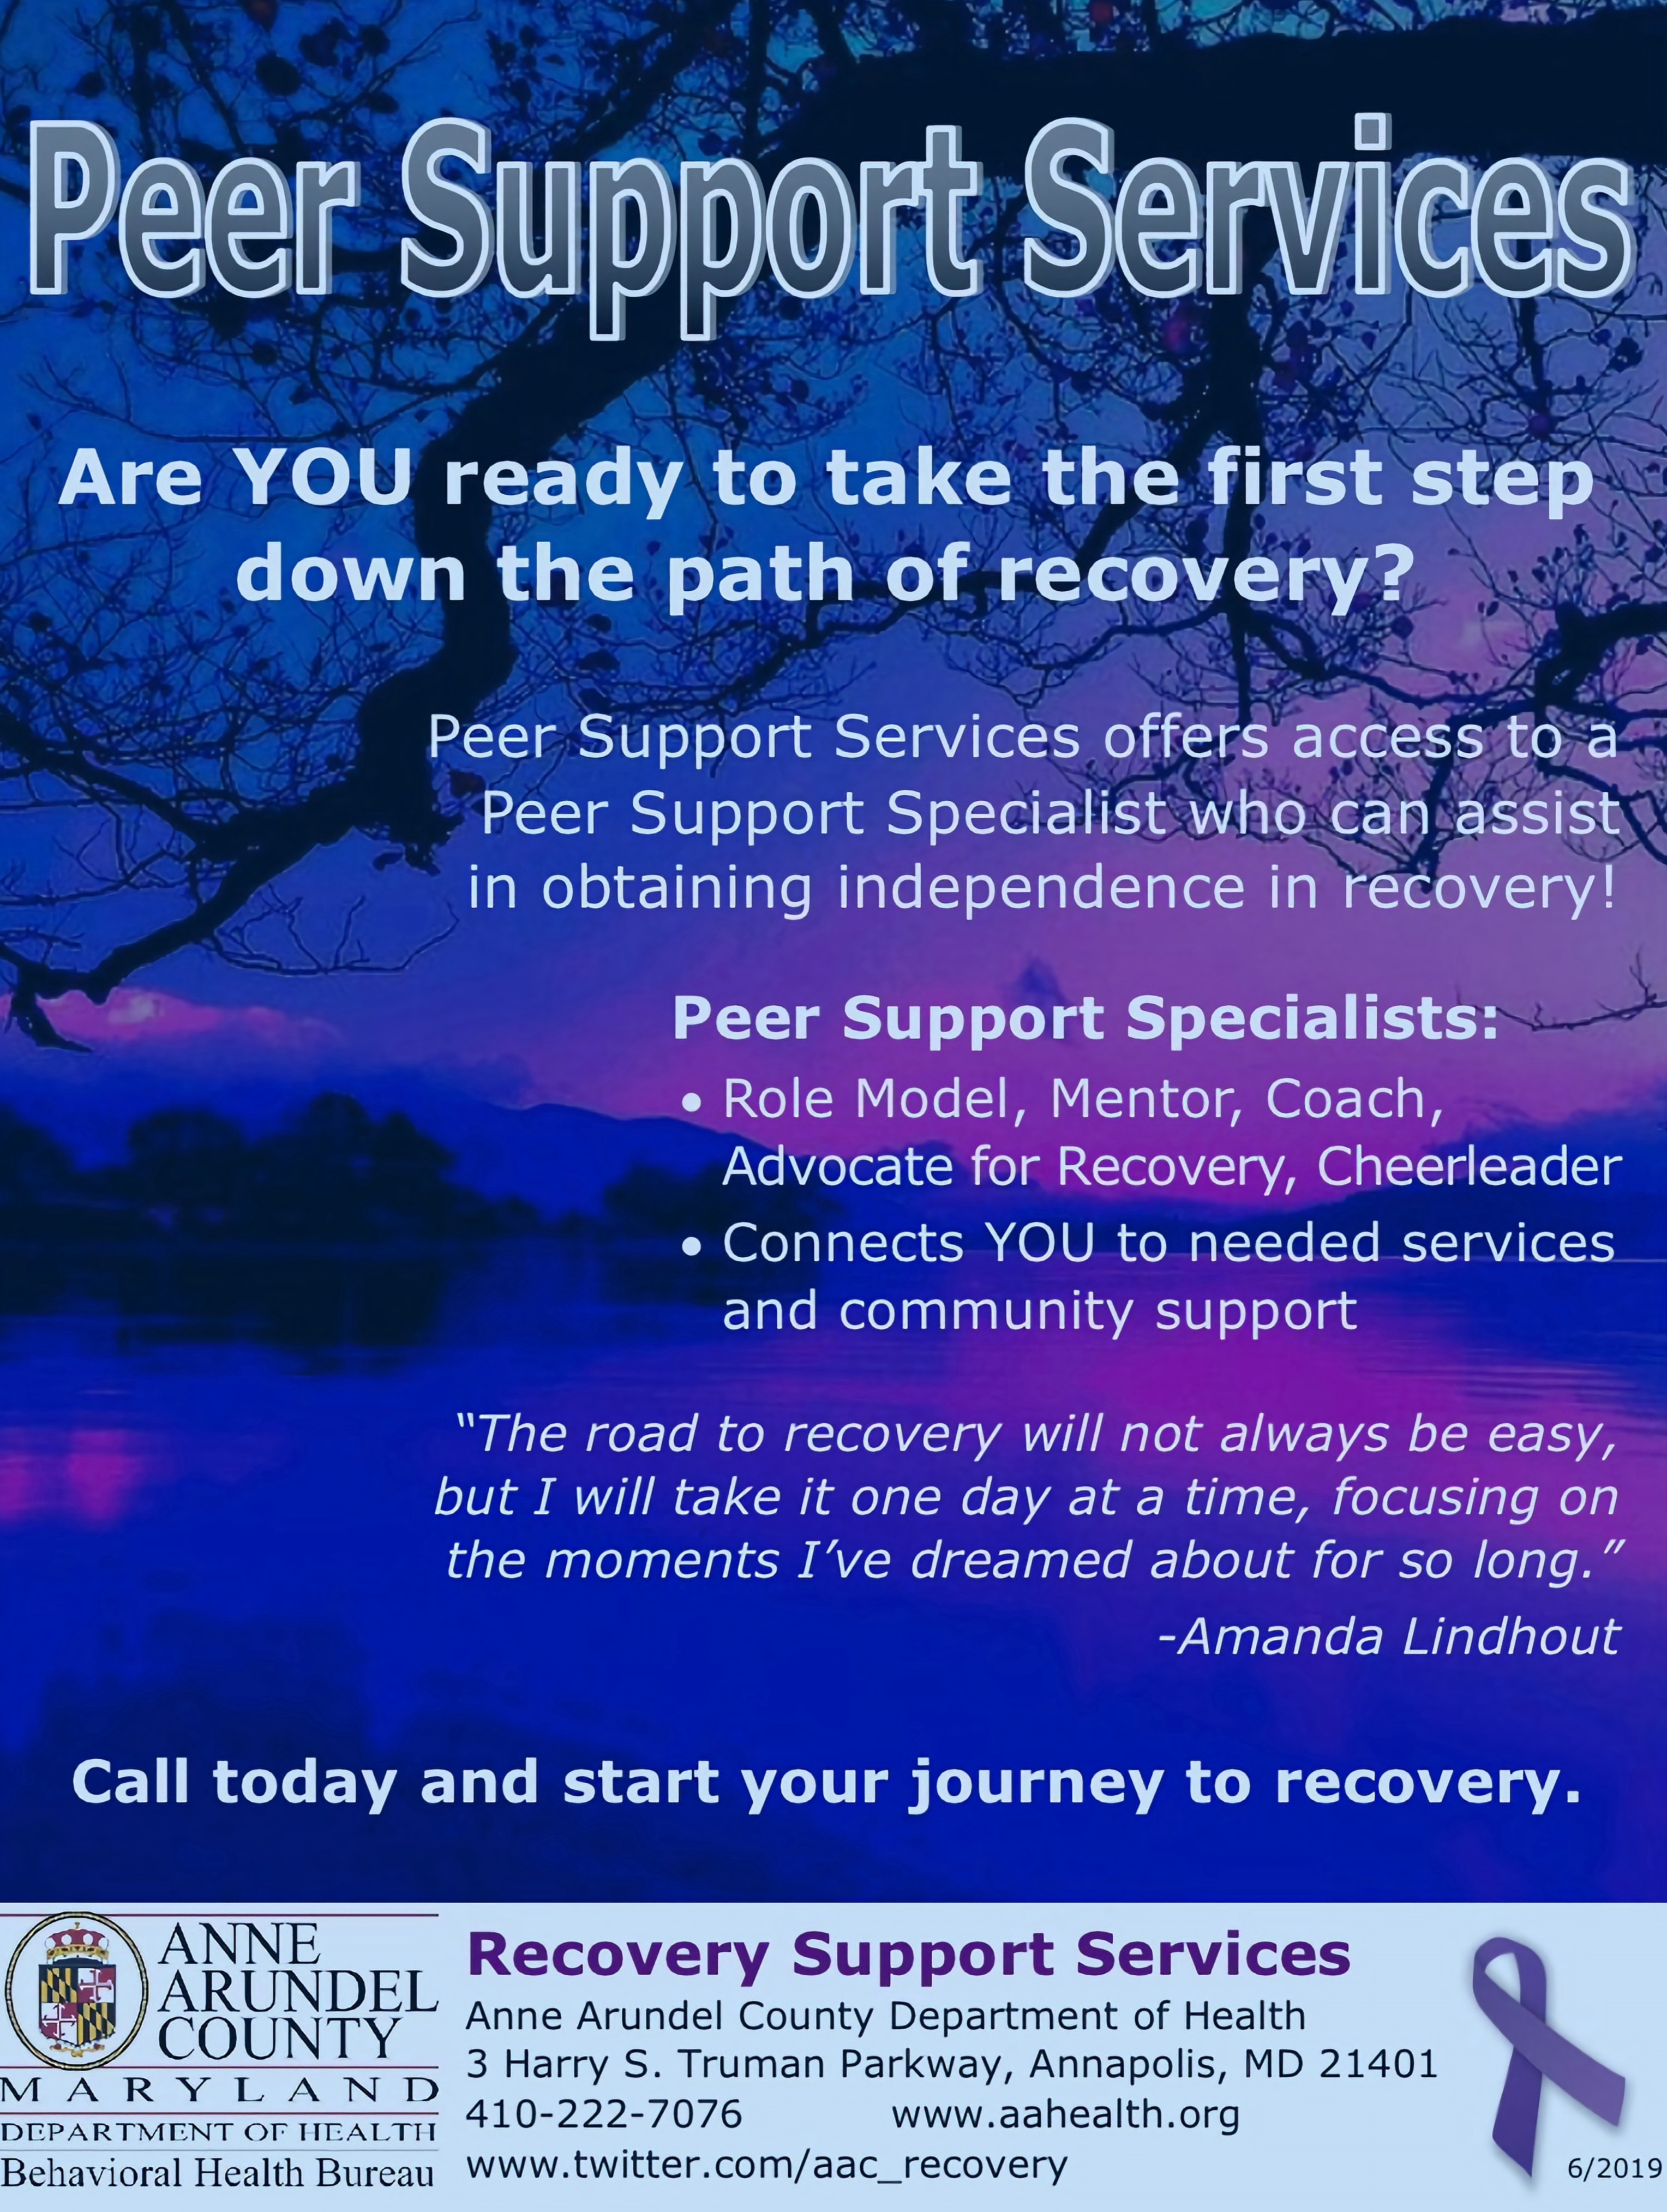 Peer Support Services
Are YOU ready to take the first step
down the path of recovery?
Peer Support Services offers access to a
Peer Support Specialist who can assist
in obtaining independence in recovery!
Peer Support Specialists:
• Role Model, Mentor, Coach,
Advocate for Recovery, Cheerleader
• Connects YOU to needed services
and community support
“The road to recovery will not always be easy,
but I will take it one day at a time, focusing on
the moments I’ve dreamed about for so long.”
-Amanda Lindhout
Call today and start your journey to recovery.
ANNE
ARUNDEL
COUNTY
MARYLAND
DEPARTMENT OF HEALTH
Behavioral Health Bureau
Recovery Support Services
Anne Arundel County Department of Health
3 Harry S. Truman Parkway, Annapolis, MD 21401
410-222-7076 www.aahealth.org
www.twitter.com/aac_recovery
6/2019